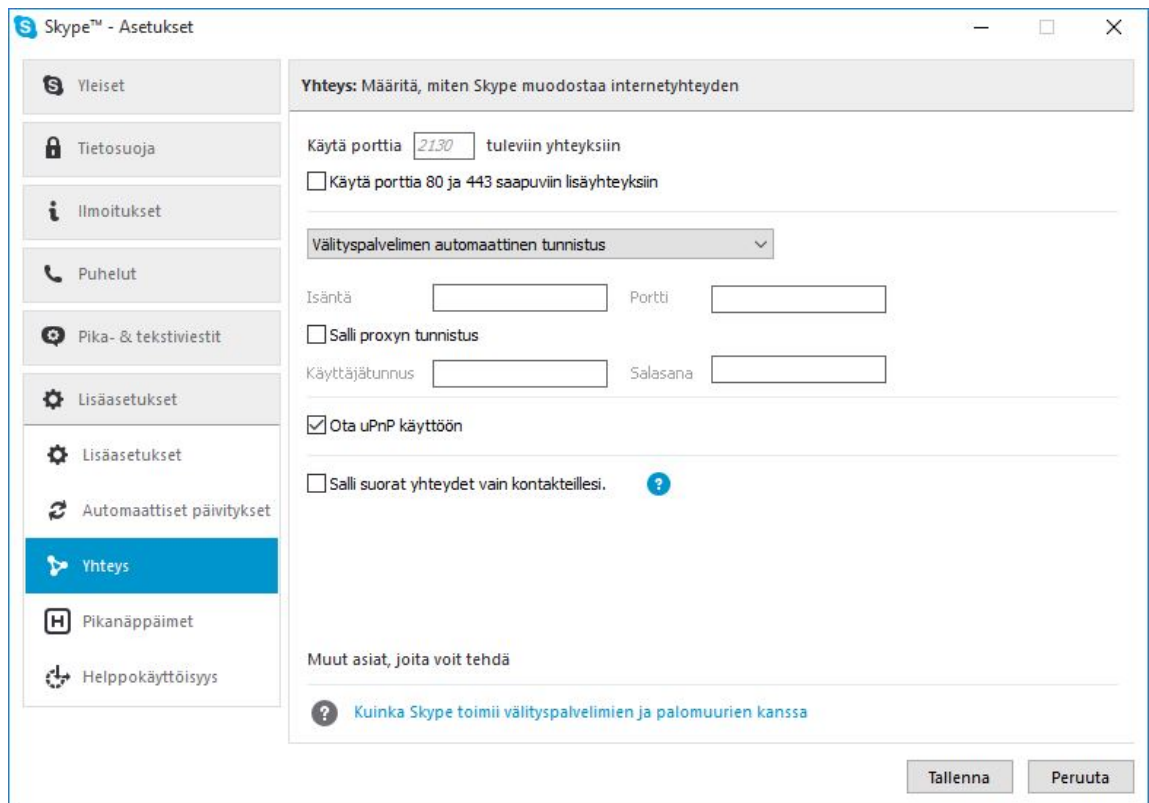 Skype™ - Asetukset
Yleiset
Tietosuoja
Ilmoitukset
Puhelut
Pika- & tekstiviestit
Lisäasetukset
Lisäasetukset
Automaattiset päivitykset
Yhteys
Pikanäppäimet
Helppokäyttöisyys
Yhteys: Määritä, miten Skype muodostaa internetyhteyden
Käytä porttia 2130 tuleviin yhteyksiin
Käytä porttia 80 ja 443 saapuviin lisäyhteyksiin
Välityspalvelimen automaattinen tunnistus
Isäntä Portti
Salli proxyn tunnistus
Käyttäjätunnus Salasana
Ota uPnP käyttöön
Salli suorat yhteydet vain kontakteillesi. ?
Muut asiat, joita voit tehdä
? Kuinka Skype toimii välityspalvelimien ja palomuurien kanssa
Tallenna Peruuta